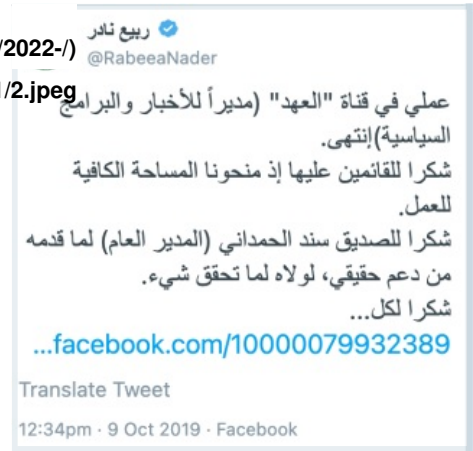 ربيع نادر
/2022-/)
@RabeeaNader
/2.jpeg
عملي في قناة "العهد" (مديراً للأخبار والبرامج
السياسية)إنتهى.
شكرا للقائمين عليها إذ منحونا المساحة الكافية
للعمل.
شكرا للصديق سند الحمداني (المدير العام) لما قدمه
من دعم حقيقي، لولاه لما تحقق شيء.
شكرا لكل...
...facebook.com/10000079932389
Translate Tweet
12:34pm · 9 Oct 2019 · Facebook